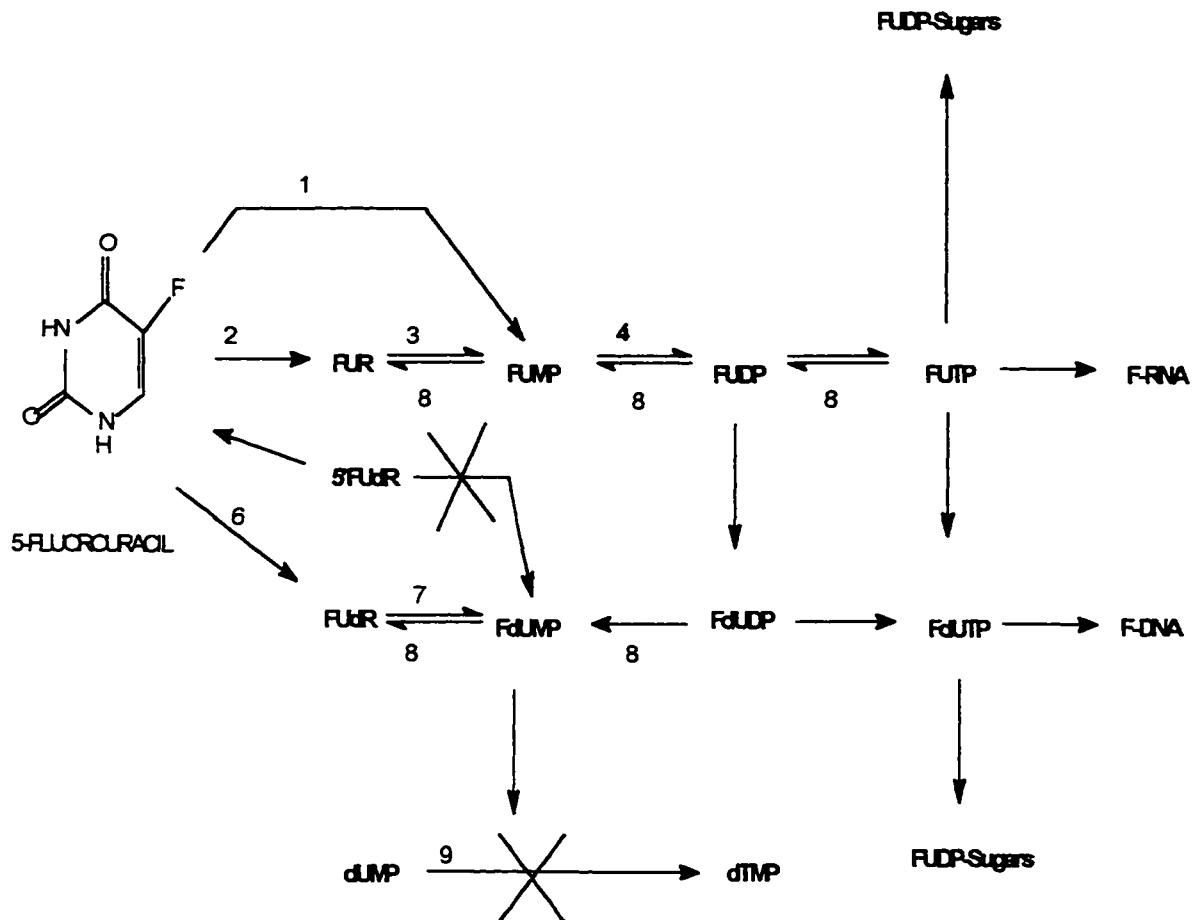 FUDP-Sugars
1
O
F
HN
2
FUR
3
8
FUMP
4
8
FUDP
8
FUTP
F-RNA
O
N
H
5'FUdR
5-FLUOROURACIL
6
FUdR
7
8
FdUMP
8
FdUDP
FdUTP
F-DNA
dUMP
9
dTMP
FUDP-Sugars